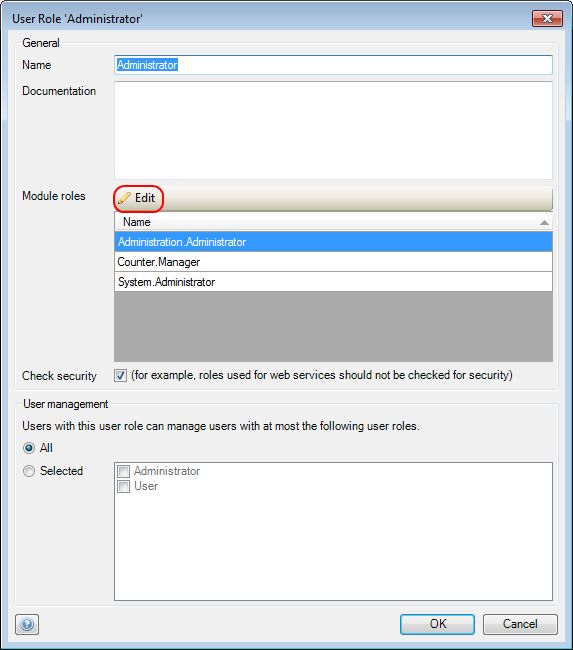 User Role 'Administrator'
General
Name
Administrator
Documentation
Module roles
Edit
Name
Administration.Administrator
Counter.Manager
System.Administrator
Check security
(for example, roles used for web services should not be checked for security)
User management
Users with this user role can manage users with at most the following user roles.
All
Selected
Administrator
User
?
OK
Cancel